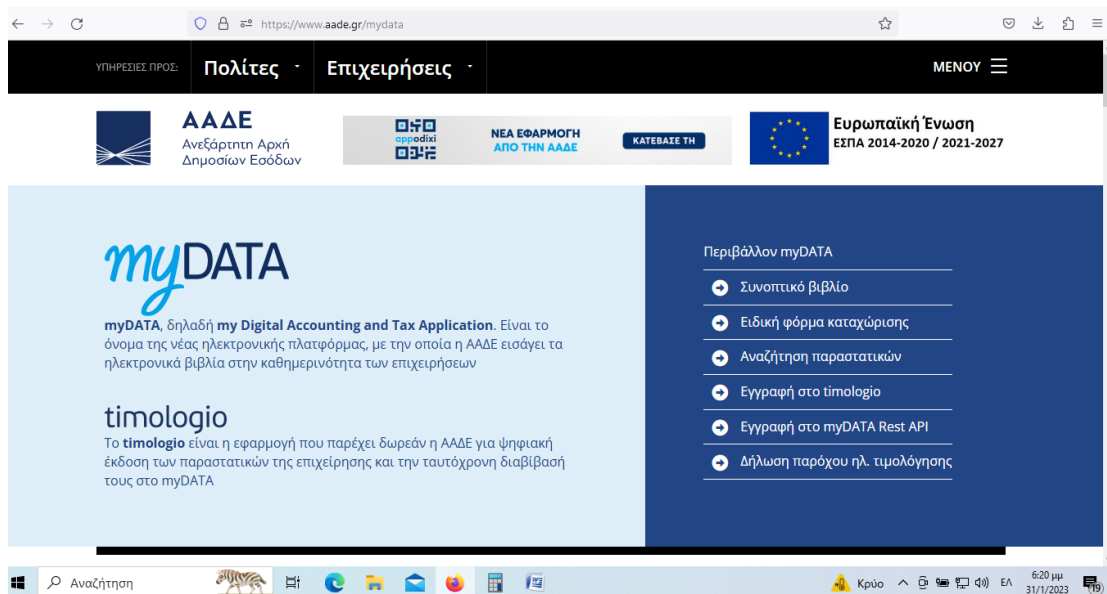 https://www.aade.gr/mydata
ΥΠΗΡΕΣΙΕΣ ΠΡΟΣ: Πολίτες Επιχειρήσεις ΜΕΝΟΥ
ΑΑΔΕ
Ανεξάρτητη Αρχή
Δημοσίων Εσόδων
appodixi
ΝΕΑ ΕΦΑΡΜΟΓΗ
ΑΠΟ ΤΗΝ ΑΑΔΕ
ΚΑΤΕΒΑΣΕ ΤΗ
Ευρωπαϊκή Ένωση
ΕΣΠΑ 2014-2020 / 2021-2027
myDATA
myDATA, δηλαδή my Digital Accounting and Tax Application. Είναι το
όνομα της νέας ηλεκτρονικής πλατφόρμας, με την οποία η ΑΑΔΕ εισάγει τα
ηλεκτρονικά βιβλία στην καθημερινότητα των επιχειρήσεων
timologio
Το timologio είναι η εφαρμογή που παρέχει δωρεάν η ΑΑΔΕ για ψηφιακή
έκδοση των παραστατικών της επιχείρησης και την ταυτόχρονη διαβίβασή
τους στο myDATA
Περιβάλλον myDATA
Συνοπτικό βιβλίο
Ειδική φόρμα καταχώρισης
Αναζήτηση παραστατικών
Εγγραφή στο timologio
Εγγραφή στο myDATA Rest API
Δήλωση παρόχου ηλ. τιμολόγησης
Αναζήτηση
Κρύο
ΕΛ
6:20 μμ
31/1/2023
19